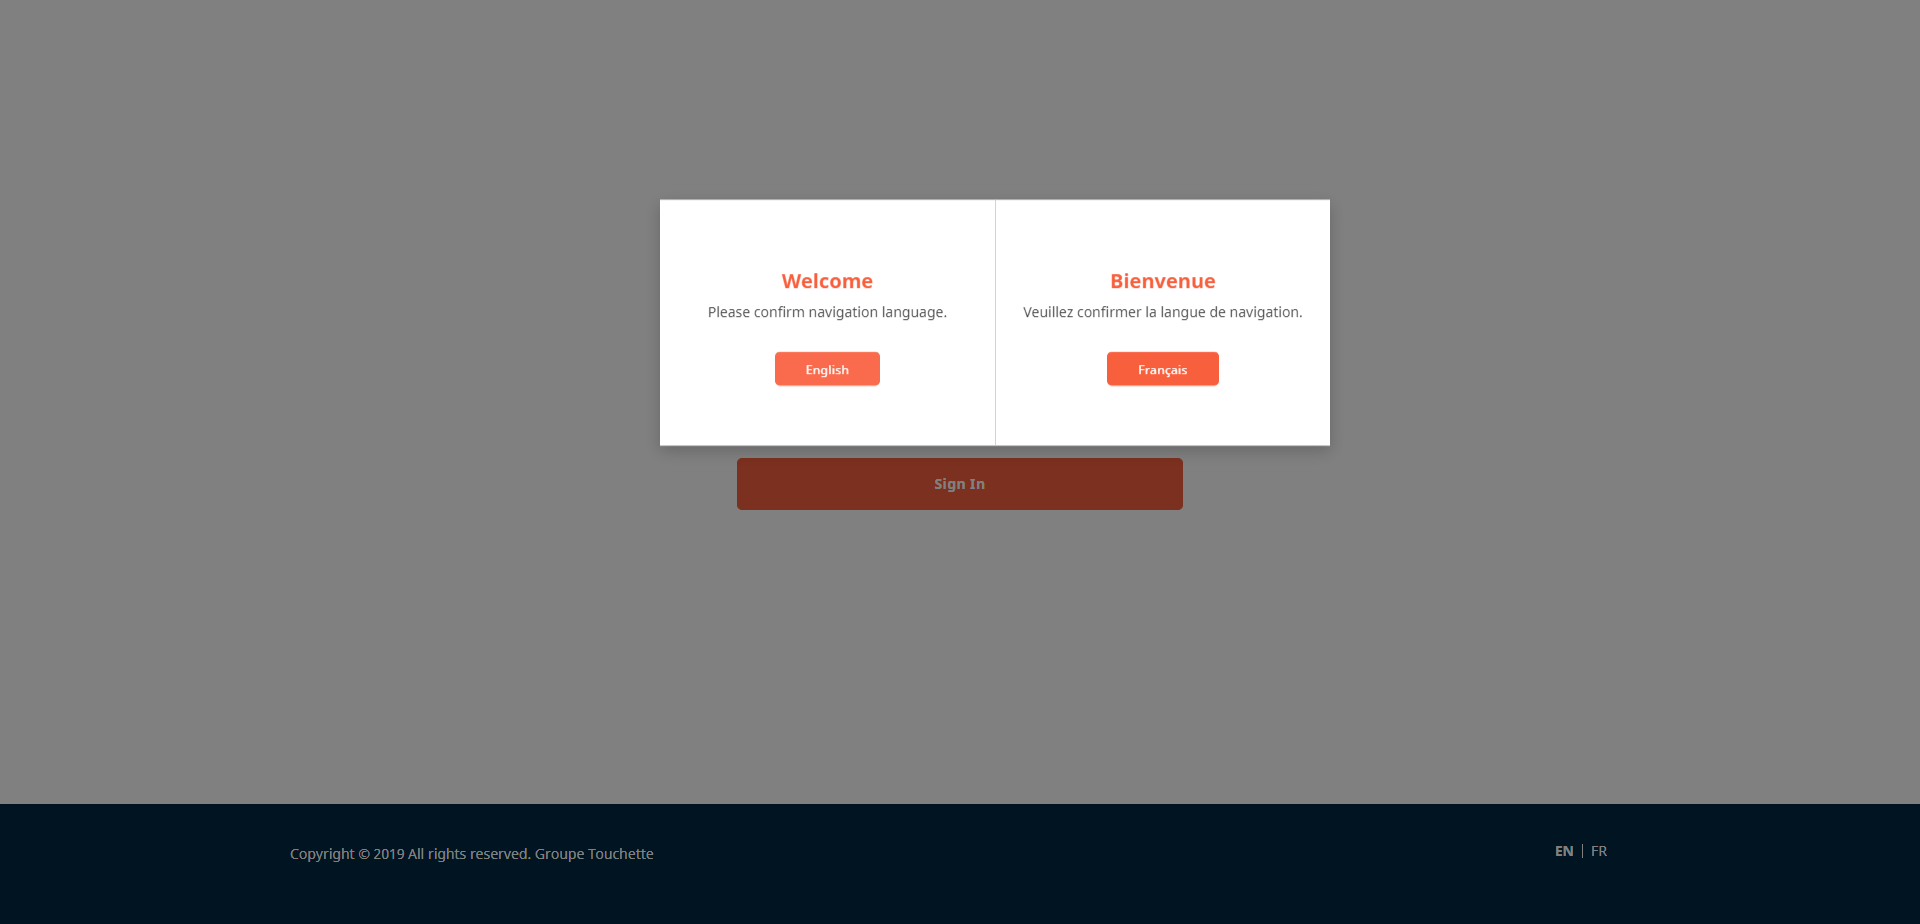 Welcome
Please confirm navigation language.
English
Bienvenue
Veuillez confirmer la langue de navigation.
Français
Sign In
Copyright © 2019 All rights reserved. Groupe Touchette
EN | FR